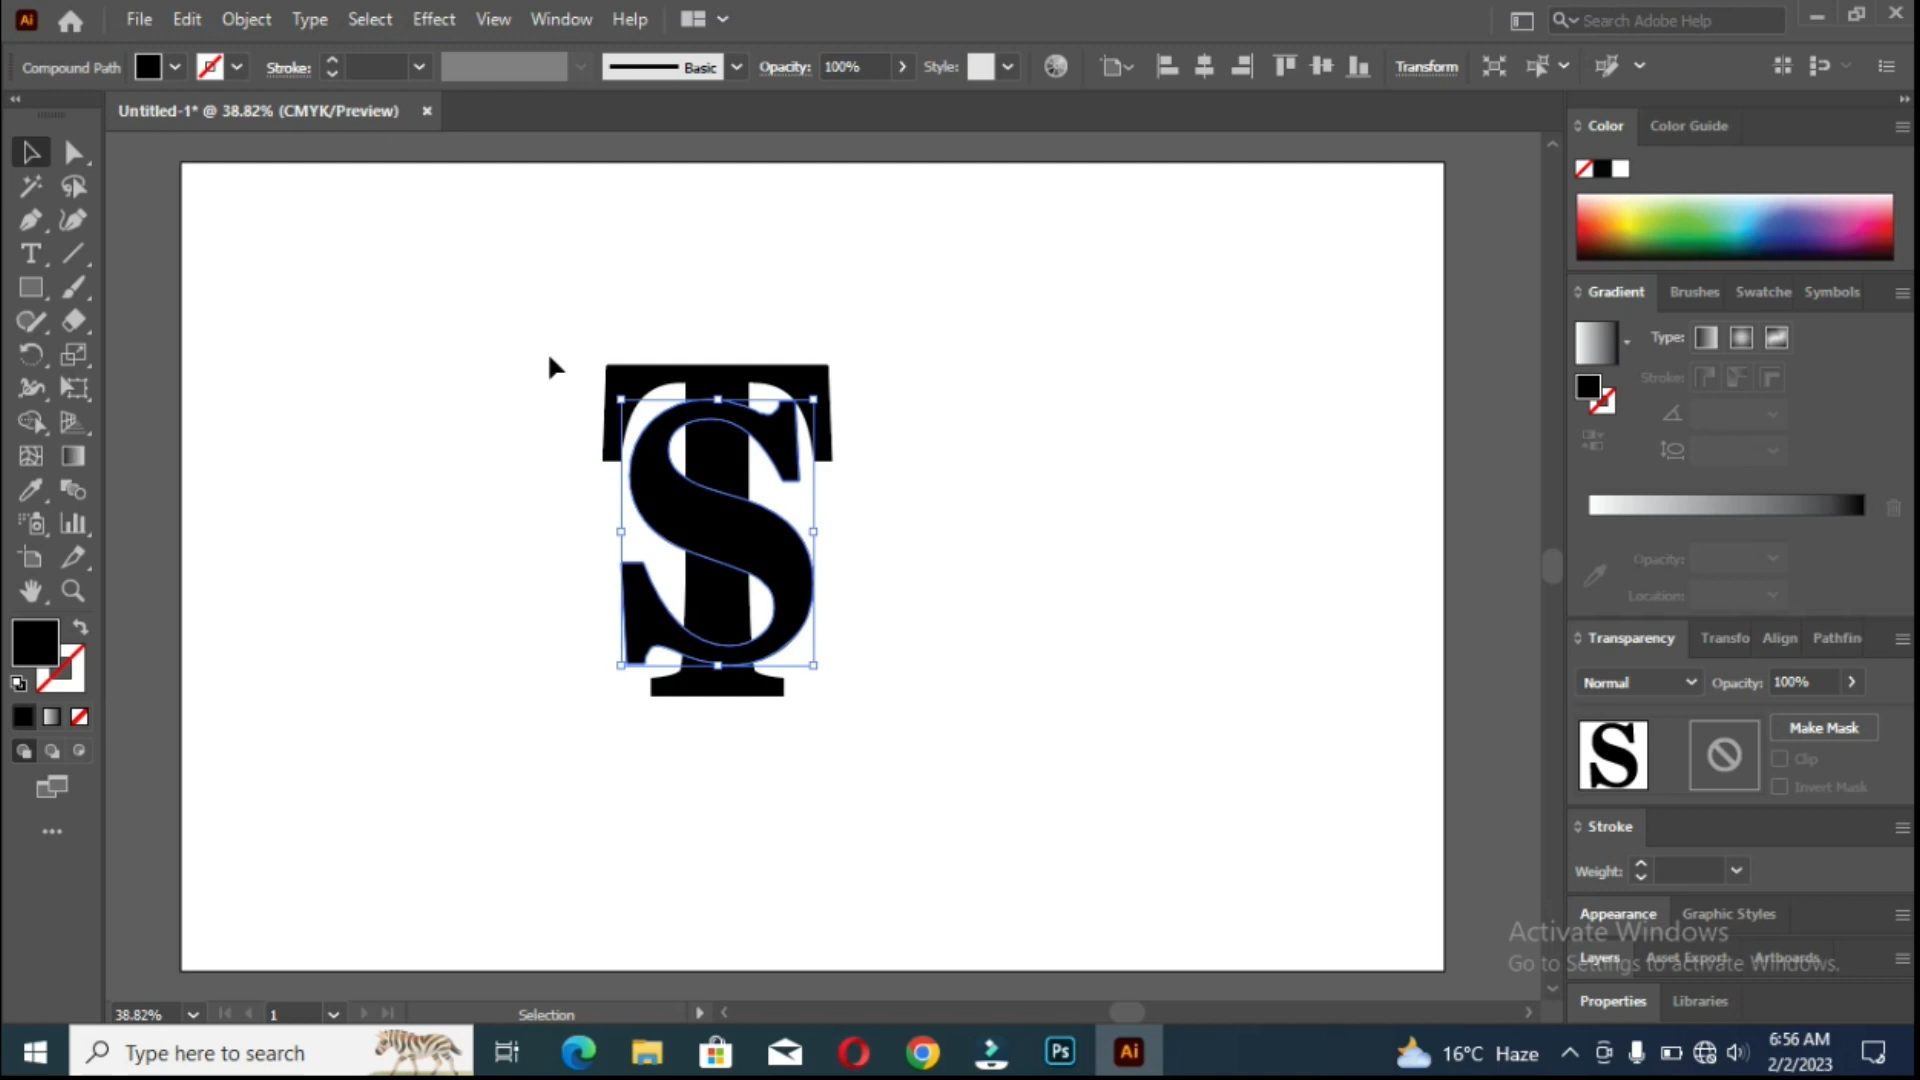 Ai File Edit Object Type Select Effect View Window Help Search Adobe Help
Compound Path Stroke: Basic Opacity: 100% Style: Transform
Untitled-1* @ 38.82% (CMYK/Preview)
Color Color Guide
Gradient Brushes Swatche Symbols
Type:
Stroke:
Opacity:
Location:
T
S
Transparency Transfo Align Pathfin
Normal Opacity: 100%
S Make Mask
Clip
Invert Mask
Stroke
Weight:
Appearance Graphic Styles
Activate Windows
Layers Asset Export Artboards
Go to Settings to activate Windows.
Properties Libraries
38.82% 1 Selection
Type here to search Ps Ai 16°C Haze 6:56 AM
2/2/2023